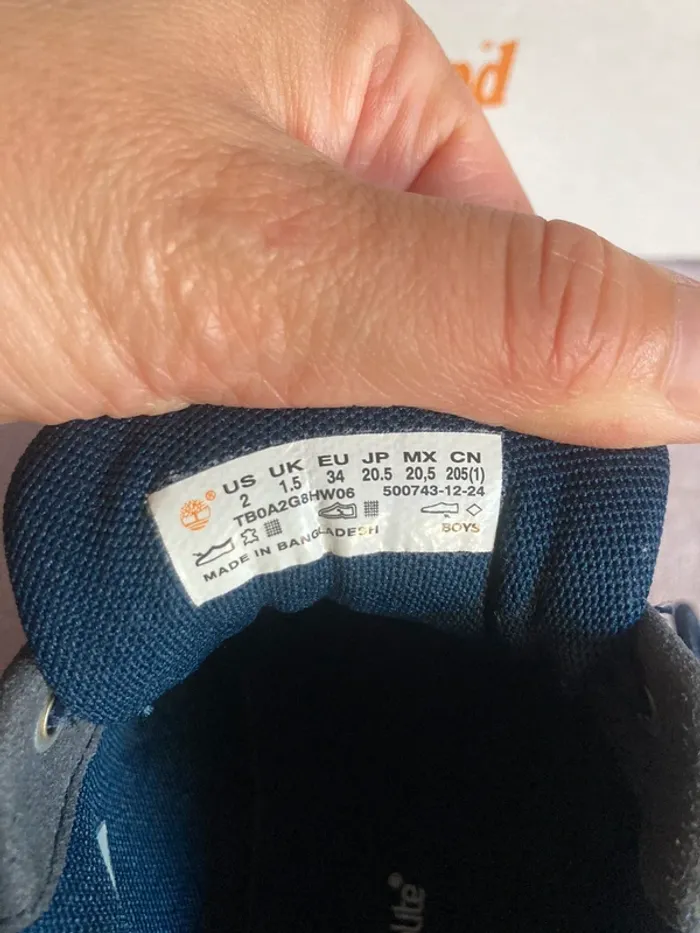 nd
® US UK EU JP MX CN
2 1.5 34 20.5 20,5 205(1)
TB0A2G8HW06 500743-12-24
BOYS
MADE IN BANGLADESH